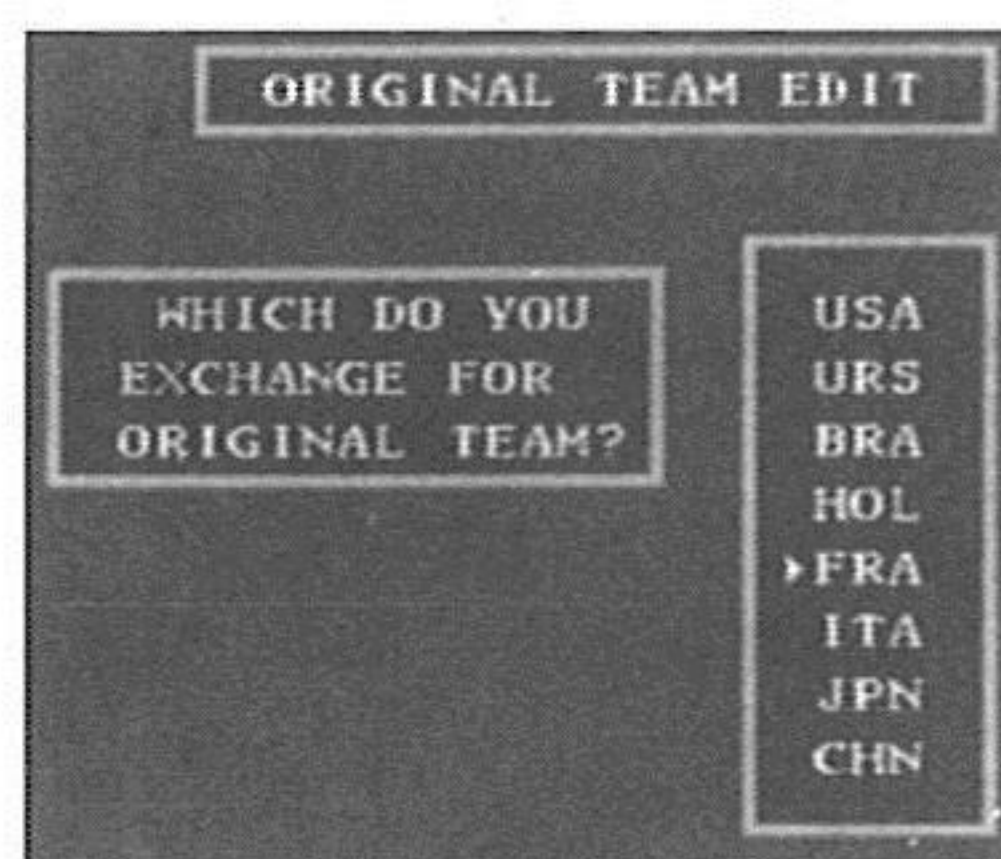 ORIGINAL TEAM EDIT
WHICH DO YOU
EXCHANGE FOR
ORIGINAL TEAM?
USA
URS
BRA
HOL
FRA
ITA
JPN
CHN